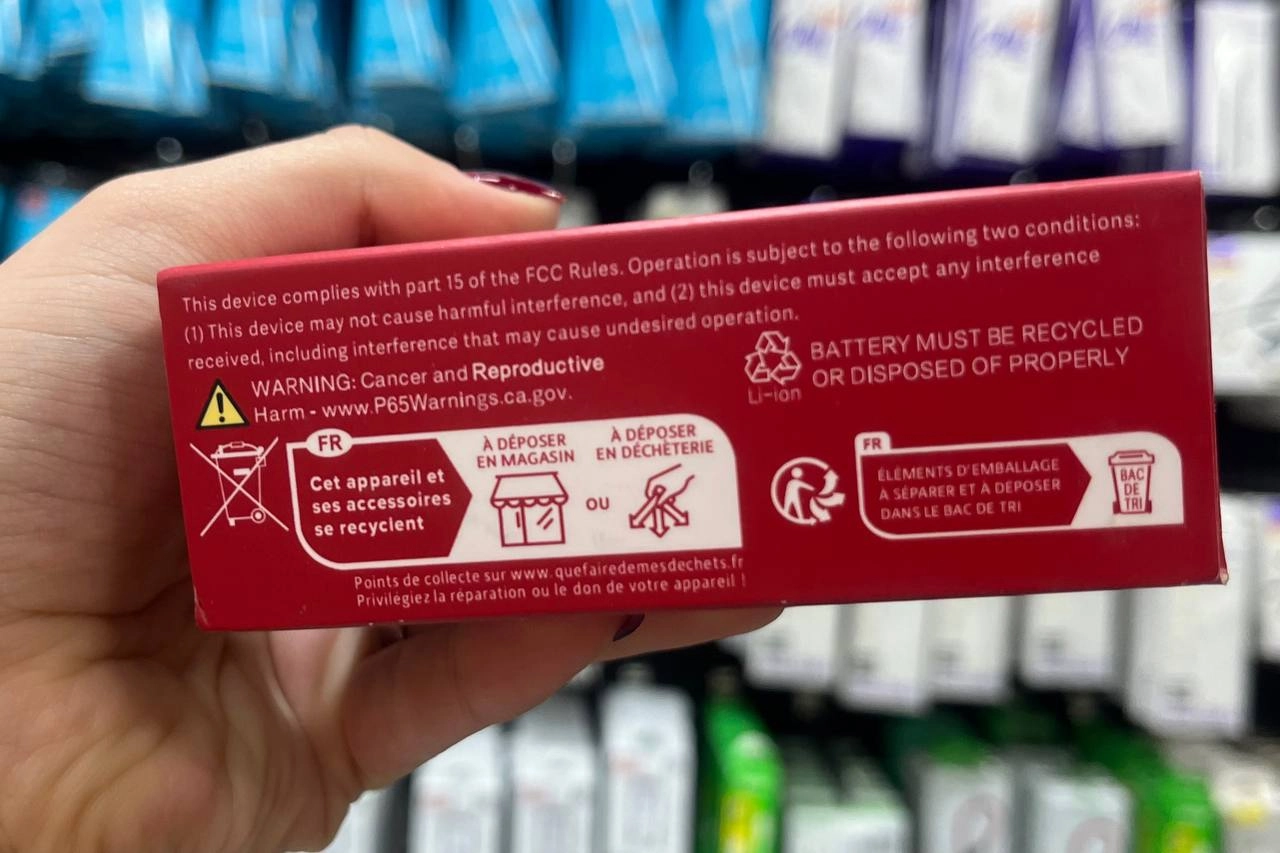 This device complies with part 15 of the FCC Rules. Operation is subject to the following two conditions:
(1) This device may not cause harmful interference, and (2) this device must accept any interference
received, including interference that may cause undesired operation.
WARNING: Cancer and Reproductive
Harm - www.P65Warnings.ca.gov.
Li-ion
BATTERY MUST BE RECYCLED
OR DISPOSED OF PROPERLY
FR
Cet appareil et
ses accessoires
se recyclent
À DÉPOSER
EN MAGASIN
OU
À DÉPOSER
EN DÉCHÈTERIE
Points de collecte sur www.quefairedemesdechets.fr
Privilégiez la réparation ou le don de votre appareil !
FR
ÉLÉMENTS D'EMBALLAGE
À SÉPARER ET À DÉPOSER
DANS LE BAC DE TRI
BAC
DE
TRI